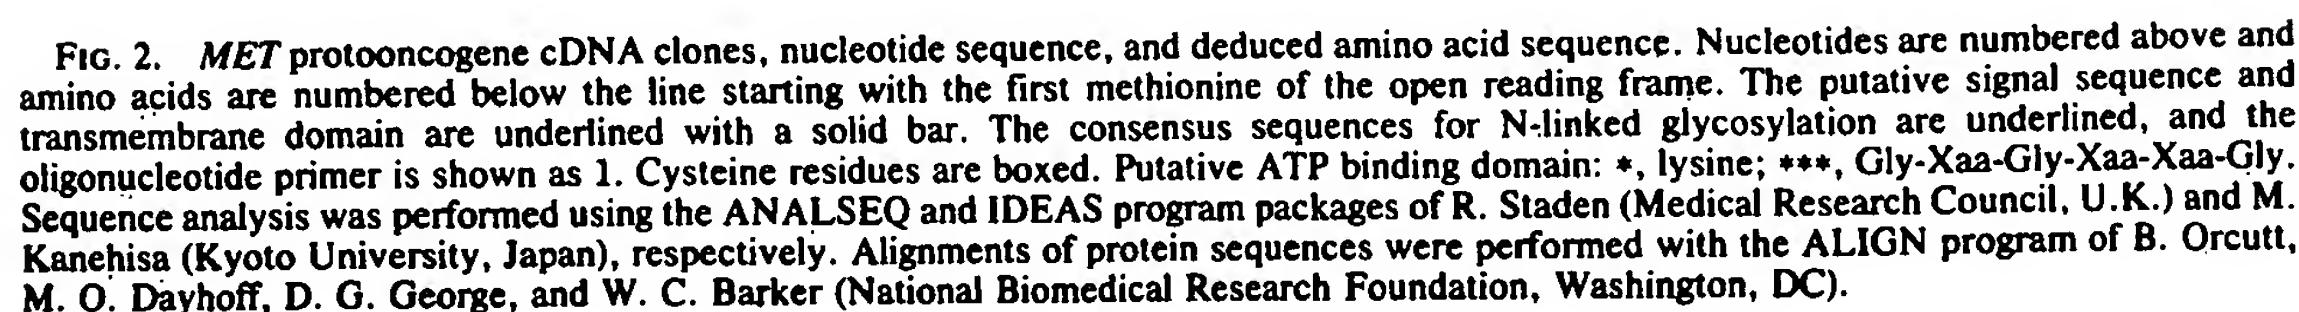 FIG. 2. MET protooncogene cDNA clones, nucleotide sequence, and deduced amino acid sequence. Nucleotides are numbered above and
amino acids are numbered below the line starting with the first methionine of the open reading frame. The putative signal sequence and
transmembrane domain are underlined with a solid bar. The consensus sequences for N-linked glycosylation are underlined, and the
oligonucleotide primer is shown as 1. Cysteine residues are boxed. Putative ATP binding domain: *, lysine; ***, Gly-Xaa-Gly-Xaa-Xaa-Gly.
Sequence analysis was performed using the ANALSEQ and IDEAS program packages of R. Staden (Medical Research Council, U.K.) and M.
Kanehisa (Kyoto University, Japan), respectively. Alignments of protein sequences were performed with the ALIGN program of B. Orcutt,
M. O. Dayhoff, D. G. George, and W. C. Barker (National Biomedical Research Foundation, Washington, DC).